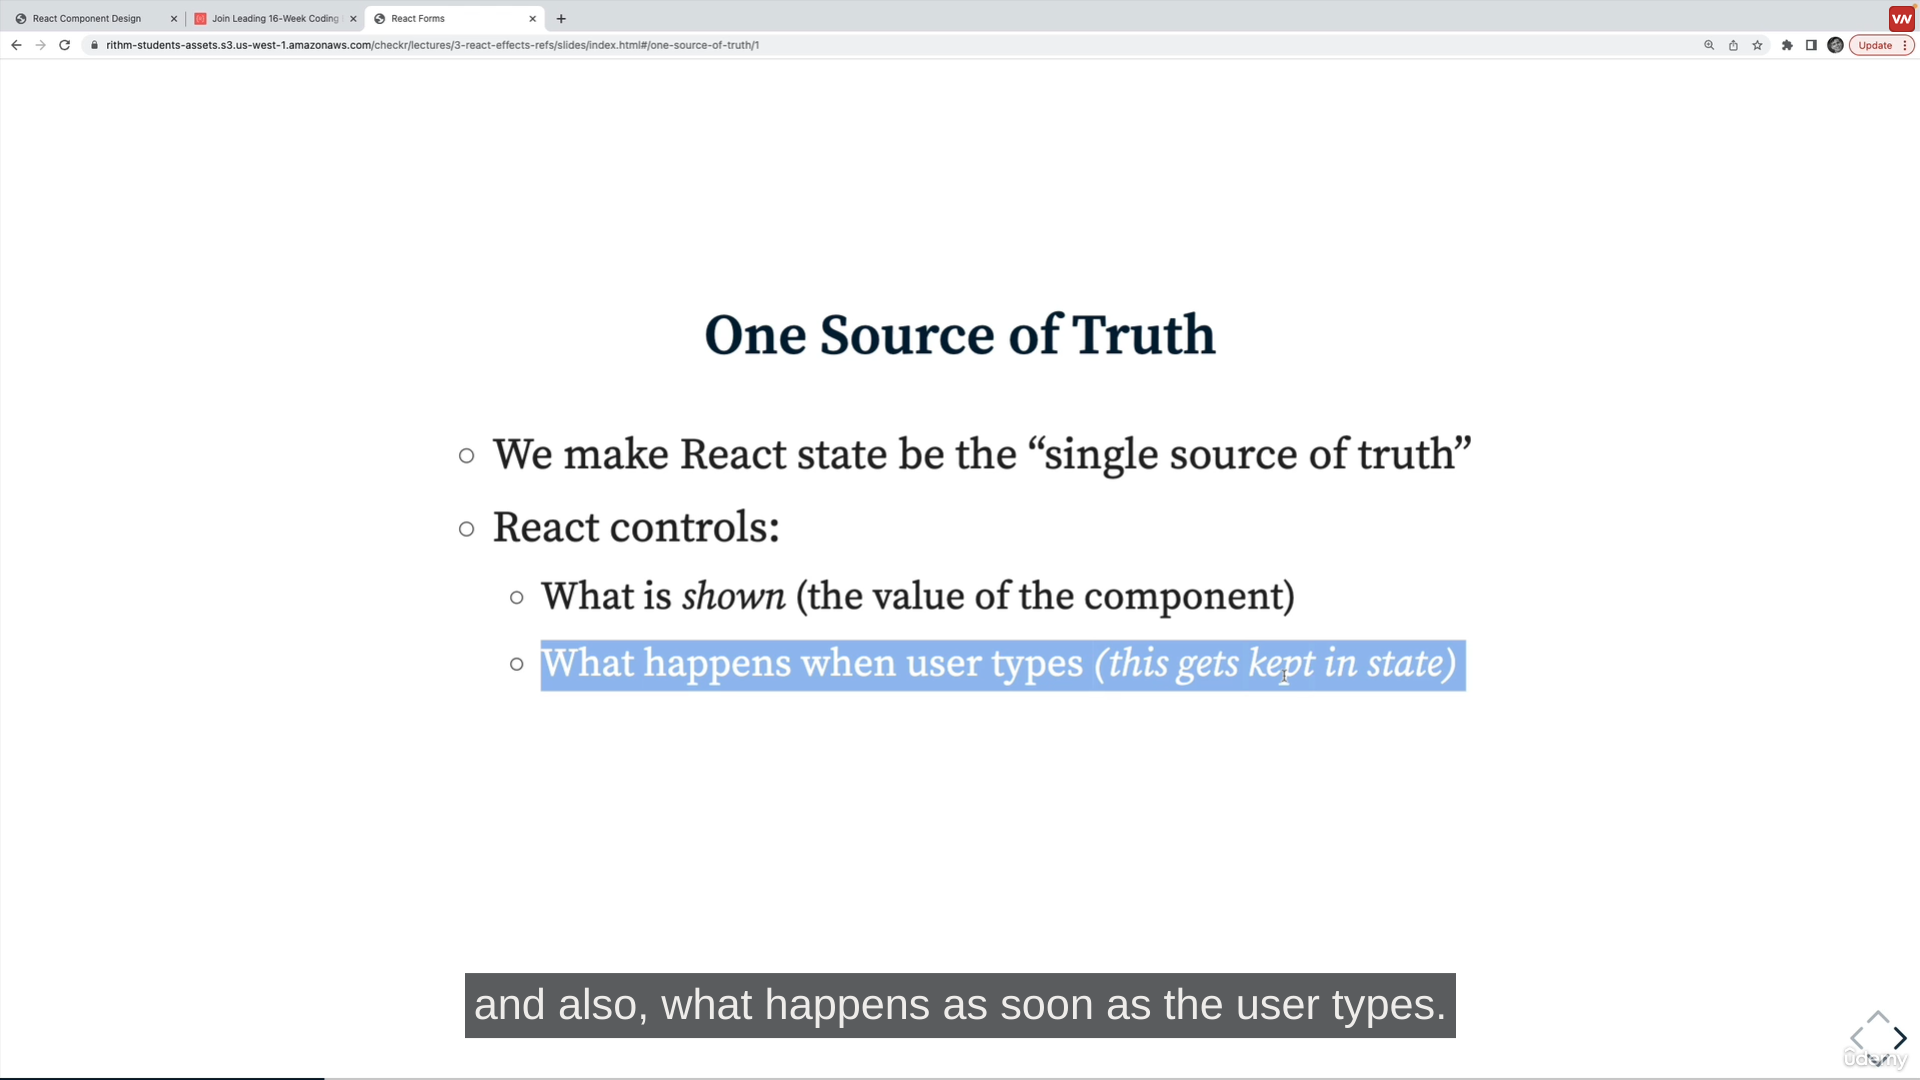 React Component Design
Join Leading 16-Week Coding
React Forms
VN
rithm-students-assets.s3.us-west-1.amazonaws.com/checkr/lectures/3-react-effects-refs/slides/index.html#/one-source-of-truth/1
Update
One Source of Truth
We make React state be the “single source of truth”
React controls:
What is shown (the value of the component)
What happens when user types (this gets kept in state)
and also, what happens as soon as the user types.
ûdemy